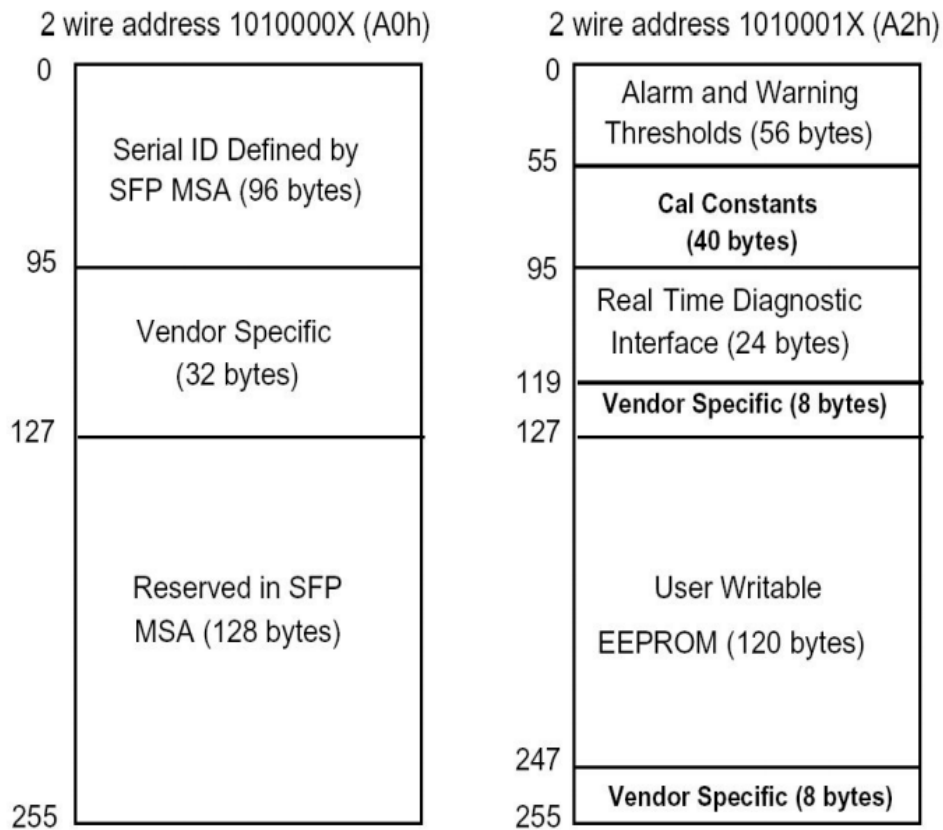 2 wire address 1010000X (A0h)
0
Serial ID Defined by
SFP MSA (96 bytes)
95
Vendor Specific
(32 bytes)
127
Reserved in SFP
MSA (128 bytes)
255
2 wire address 1010001X (A2h)
0
Alarm and Warning
Thresholds (56 bytes)
55
Cal Constants
(40 bytes)
95
Real Time Diagnostic
Interface (24 bytes)
119
Vendor Specific (8 bytes)
127
User Writable
EEPROM (120 bytes)
247
Vendor Specific (8 bytes)
255